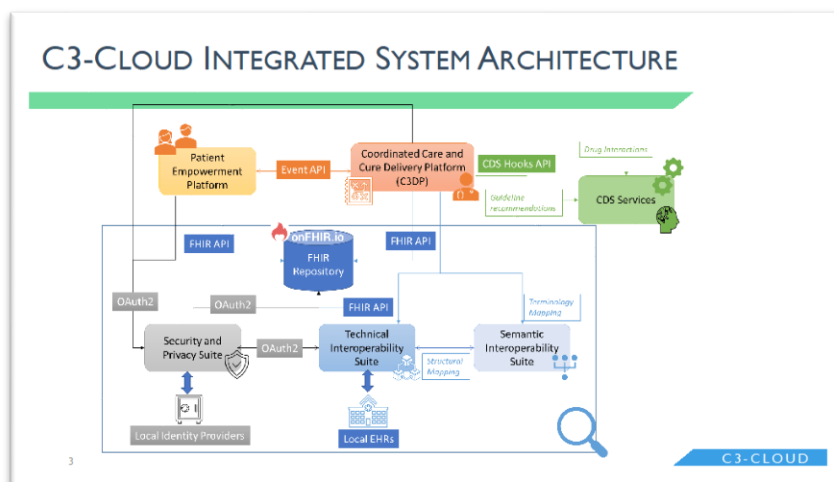 C3-CLOUD INTEGRATED SYSTEM ARCHITECTURE
Patient
Empowerment
Platform
Event API
Coordinated Care and
Cure Delivery Platform
(C3DP)
CDS Hooks API
Drug Interactions
Guideline
recommendations
CDS Services
FHIR API
onFHIR.io
FHIR
Repository
FHIR API
OAuth2
OAuth2
FHIR API
Terminology
Mapping
Security and
Privacy Suite
OAuth2
Technical
Interoperability
Suite
Structural
Mapping
Semantic
Interoperability
Suite
Local Identity Providers
Local EHRs
3
C3-CLOUD